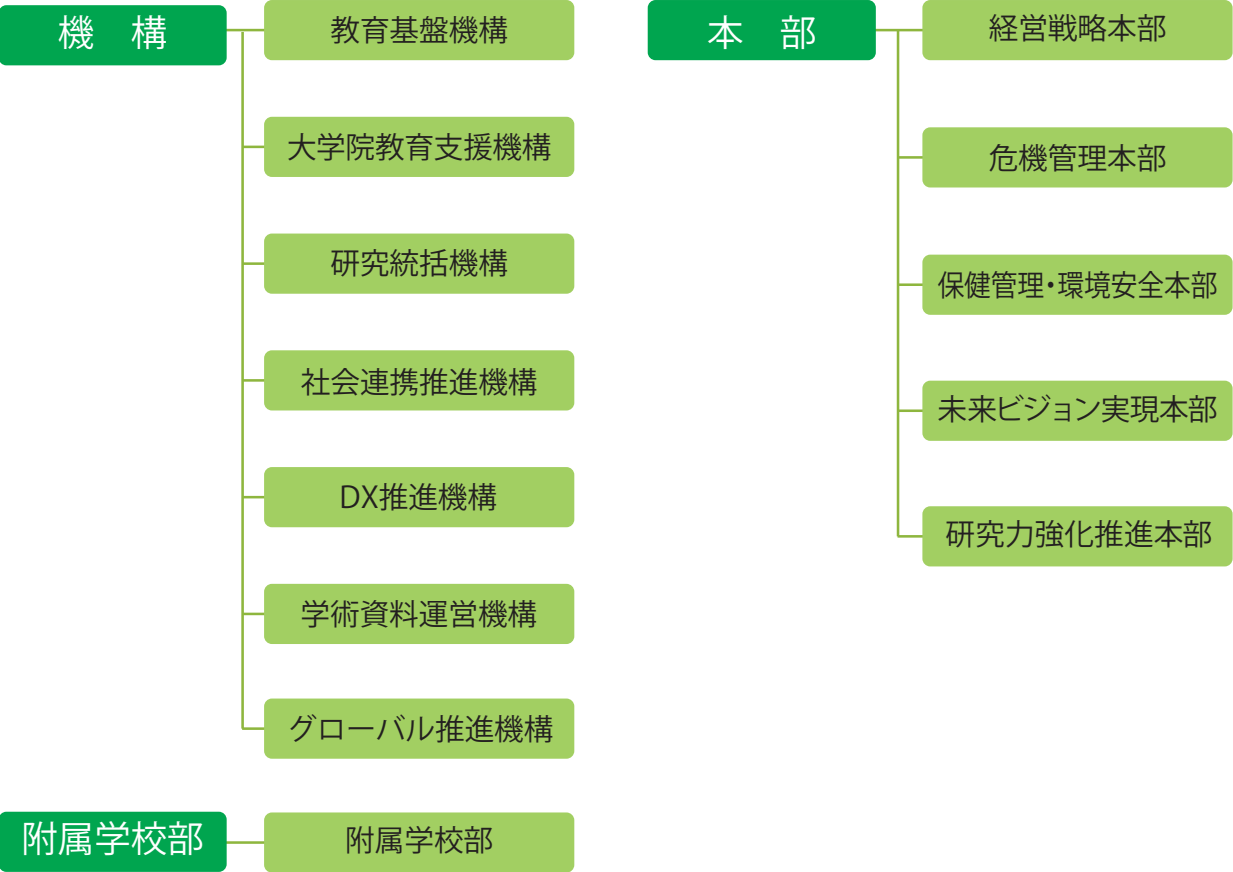 機　構
教育基盤機構
大学院教育支援機構
研究統括機構
社会連携推進機構
DX推進機構
学術資料運営機構
グローバル推進機構
附属学校部
附属学校部
本　部
経営戦略本部
危機管理本部
保健管理・環境安全本部
未来ビジョン実現本部
研究力強化推進本部